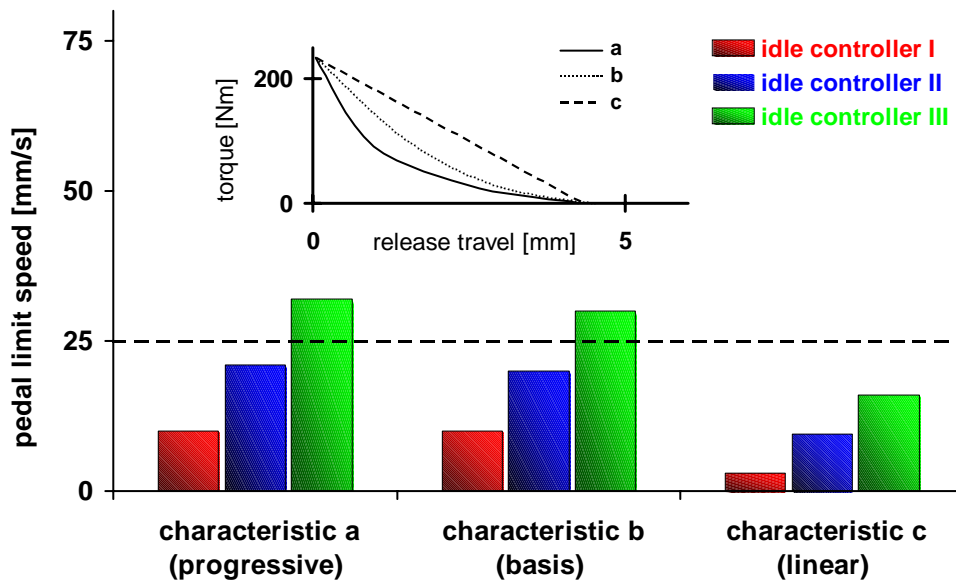 75
50
25
0
pedal limit speed [mm/s]
200
0
torque [Nm]
0
5
release travel [mm]
a
b
c
idle controller I
idle controller II
idle controller III
characteristic a
(progressive)
characteristic b
(basis)
characteristic c
(linear)